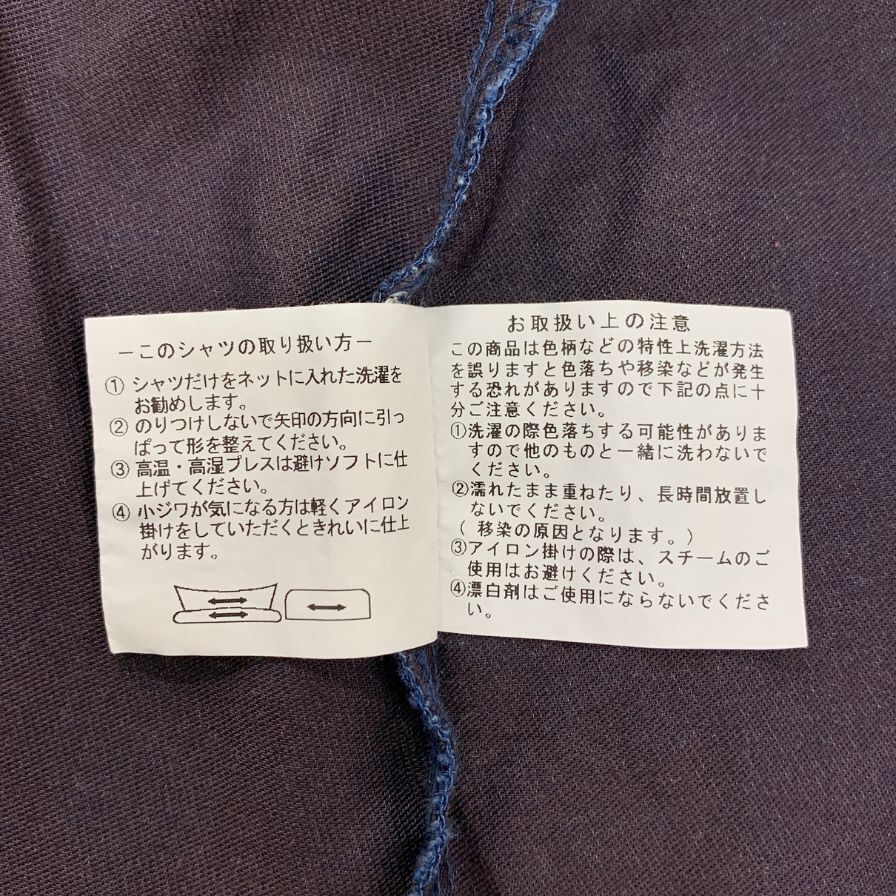 －このシャツの取り扱い方－
① シャツだけをネットに入れた洗濯を
お勧めします。
② のりつけしないで矢印の方向に引っ
ぱって形を整えてください。
③ 高温・高湿プレスは避けソフトに仕
上げてください。
④ 小ジワが気になる方は軽くアイロン
掛けをしていただくときれいに仕上
がります。
お取扱い上の注意
この商品は色柄などの特性上洗濯方法
を誤りますと色落ちや移染などが発生
する恐れがありますので下記の点に十
分ご注意ください。
①洗濯の際色落ちする可能性がありま
すので他のものと一緒に洗わないで
ください。
②濡れたまま重ねたり、長時間放置し
ないでください。
( 移染の原因となります。)
③アイロン掛けの際は、スチームのご
使用はお避けください。
④漂白剤はご使用にならないでくださ
い。